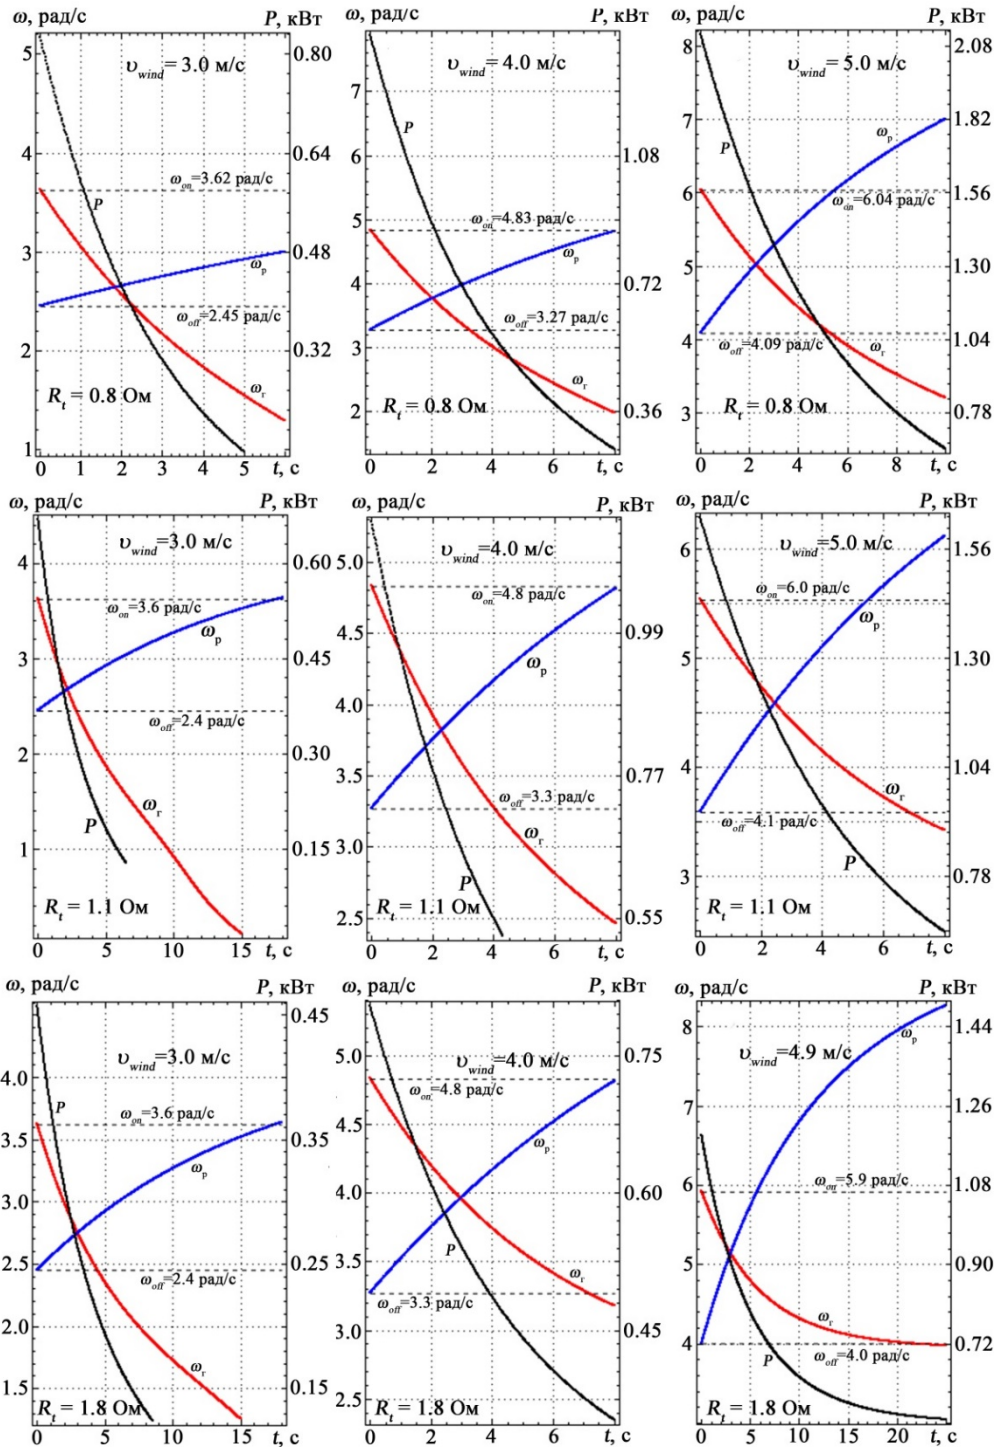 ω, рад/с P, кВт
υwind= 3.0 м/с
5 0.80
4 0.64
ωon=3.62 рад/с
P
3 0.48
ωp
ωoff=2.45 рад/с
2 0.32
ωr
Rt = 0.8 Ом
1
0 1 2 3 4 5 t, с
ω, рад/с P, кВт
υwind=4.0 м/с
7
P
6 1.08
5
ωon=4.83 рад/с
ωp
4 0.72
ωoff=3.27 рад/с
3
ωr
2 0.36
Rt = 0.8 Ом
0 2 4 6 t, с
ω, рад/с P, кВт
8 2.08
υwind=5.0 м/с
7 1.82
ωp
P
6 1.56
ωon=6.04 рад/с
5 1.30
4 1.04
ωoff=4.09 рад/с
ωr
3 0.78
Rt = 0.8 Ом
0 2 4 6 8 t, с
ω, рад/с P, кВт
υwind=3.0 м/с
4 0.60
ωon=3.6 рад/с
ωp
3 0.45
ωoff=2.4 рад/с
2 0.30
ωr
P
1 0.15
Rt = 1.1 Ом
0 5 10 15 t, с
ω, рад/с P, кВт
υwind=4.0 м/с
5.0
ωon=4.8 рад/с
4.5 0.99
ωp
4.0
3.5 0.77
ωoff=3.3 рад/с
3.0
ωr
P
Rt = 1.1 Ом
2.5 0.55
0 2 4 6 t, с
ω, рад/с P, кВт
υwind=5.0 м/с
6 1.56
ωon=6.0 рад/с
ωp
5 1.30
4 1.04
ωr
ωoff=4.1 рад/с
P
3 0.78
Rt = 1.1 Ом
0 2 4 6 t, с
ω, рад/с P, кВт
0.45
υwind=3.0 м/с
4.0
P
ωon=3.6 рад/с
3.5 0.35
ωp
3.0
2.5 0.25
ωoff=2.4 рад/с
2.0
ωr
1.5 0.15
Rt = 1.8 Ом
0 5 10 15 t, с
ω, рад/с P, кВт
5.0 0.75
υwind=4.0 м/с
ωon=4.8 рад/с
4.5
ωp
4.0 0.60
P
3.5
ωr
ωoff=3.3 рад/с
3.0 0.45
2.5
Rt = 1.8 Ом
0 2 4 6 t, с
ω, рад/с P, кВт
8 1.44
ωp
υwind=4.9 м/с
7 1.26
6 1.08
ωon=5.9 рад/с
5 0.90
ωr
4 0.72
P
ωoff=4.0 рад/с
Rt = 1.8 Ом
0 5 10 15 20 t, с